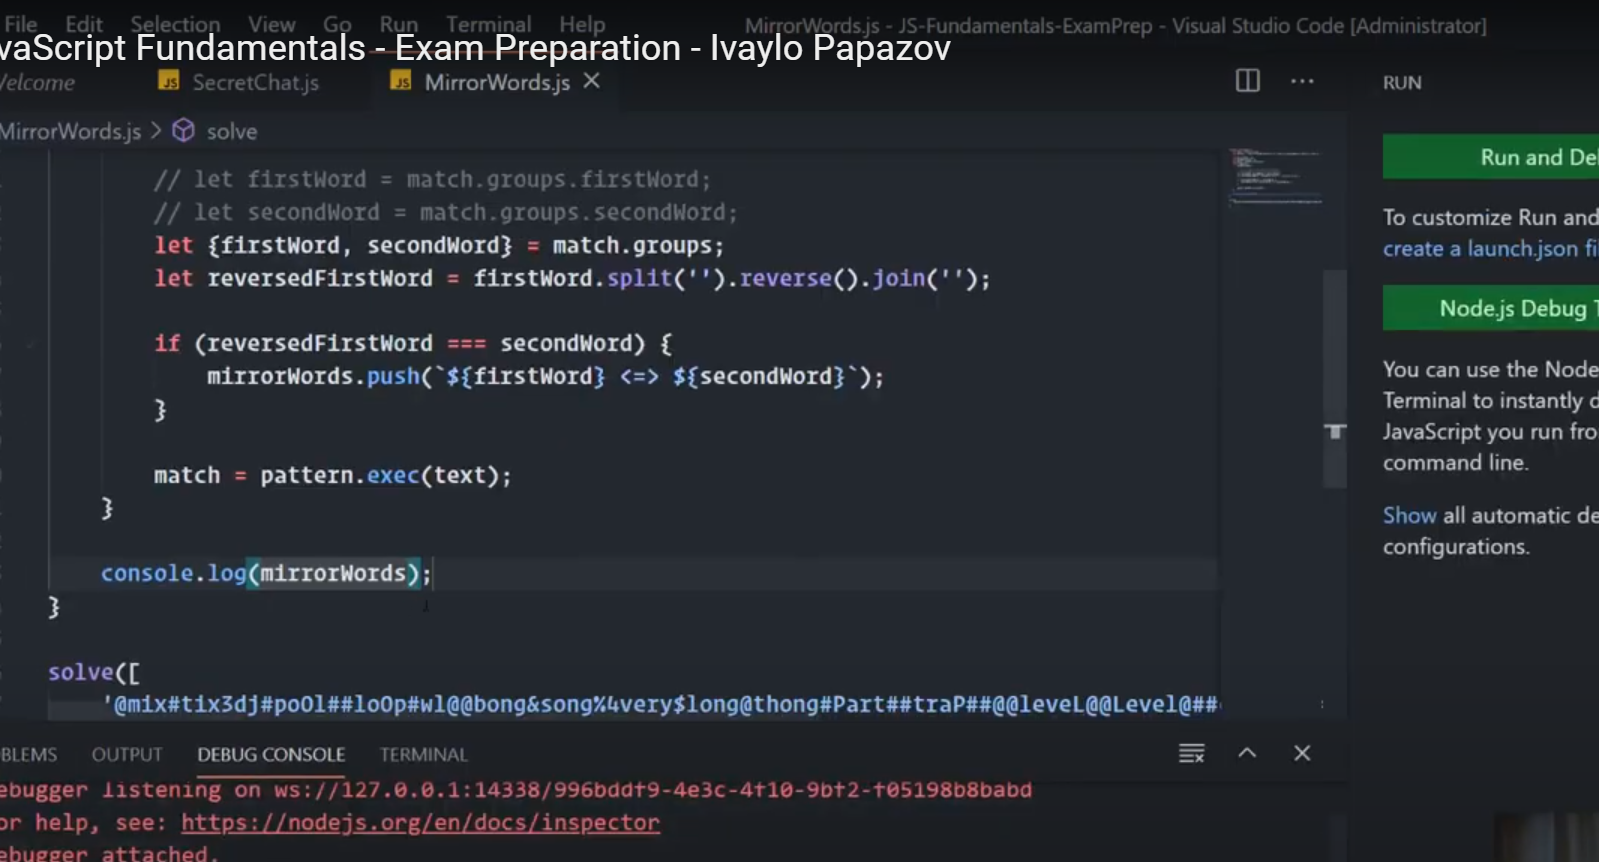 File Edit Selection View Go Run Terminal Help MirrorWords.js - JS-Fundamentals-ExamPrep - Visual Studio Code [Administrator]
vaScript Fundamentals - Exam Preparation - Ivaylo Papazov
elcome JS SecretChat.js JS MirrorWords.js RUN
MirrorWords.js > solve
// let firstWord = match.groups.firstWord;
// let secondWord = match.groups.secondWord;
let {firstWord, secondWord} = match.groups;
let reversedFirstWord = firstWord.split('').reverse().join('');
if (reversedFirstWord === secondWord) {
mirrorWords.push(`${firstWord} <=> ${secondWord}`);
}
match = pattern.exec(text);
}
console.log(mirrorWords);
}
solve([
'@mix#tix3dj#poOl##loOp#wl@@bong&song%4very$long@thong#Part##traP##@@leveL@@Level@##
Run and De
To customize Run and
create a launch.json fi
Node.js Debug T
You can use the Node
Terminal to instantly d
JavaScript you run fro
command line.
Show all automatic de
configurations.
BLEMS OUTPUT DEBUG CONSOLE TERMINAL
ebugger listening on ws://127.0.0.1:14338/996bddf9-4e3c-4f10-9bf2-f05198b8babd
or help, see: https://nodejs.org/en/docs/inspector
ebugger attached.